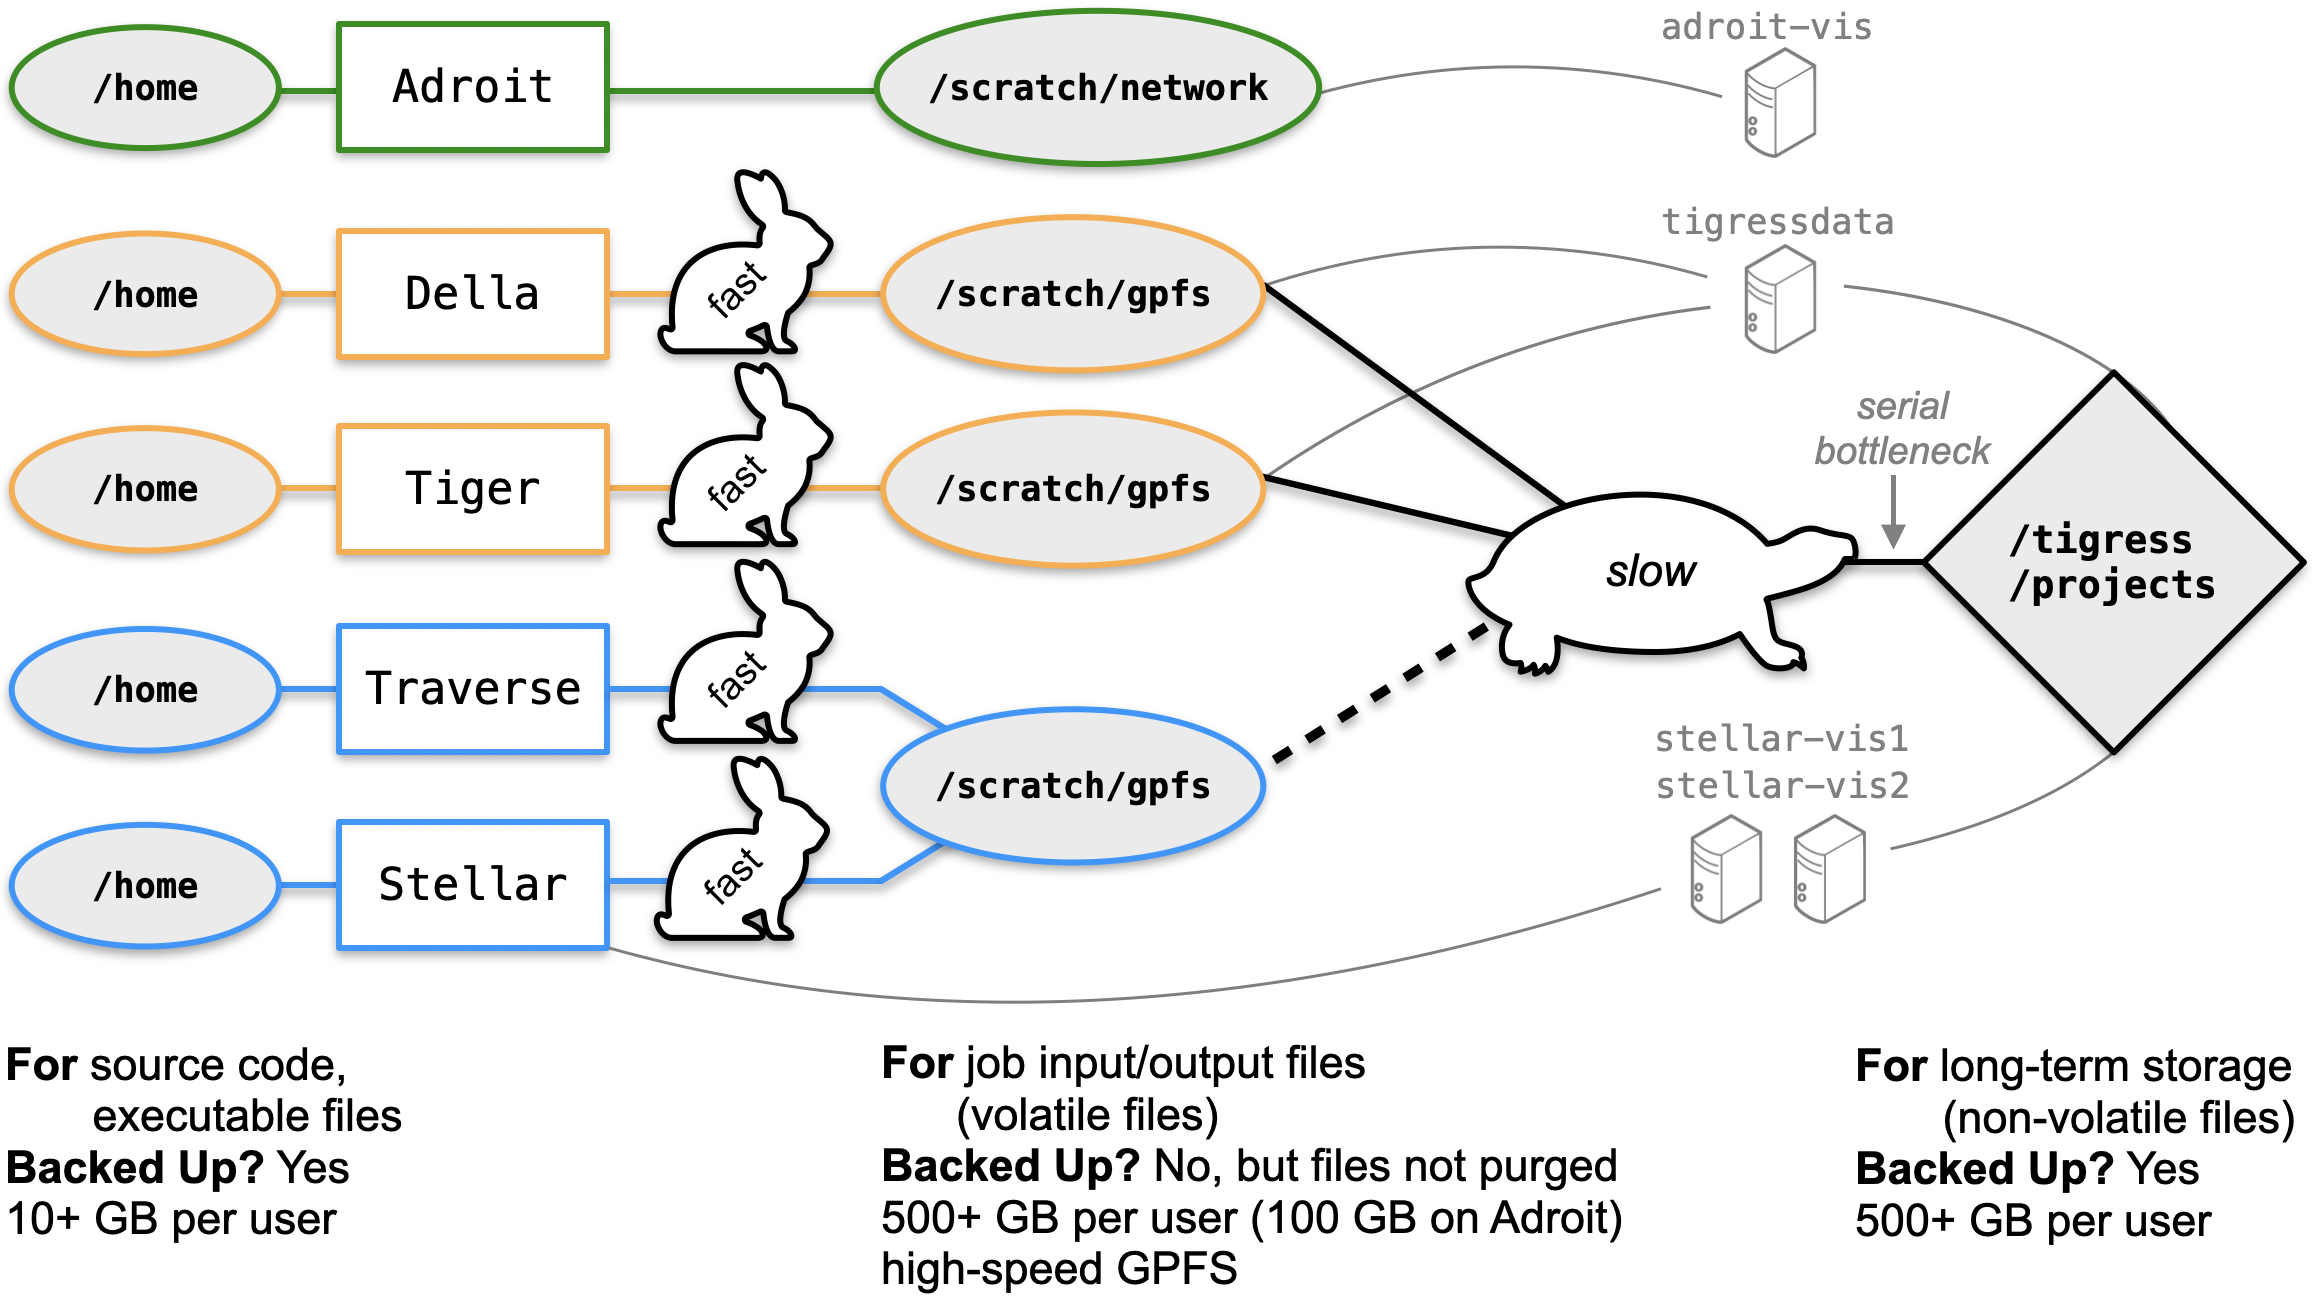 /home
Adroit
/scratch/network
adroit-vis
/home
Della
fast
/scratch/gpfs
tigressdata
/home
Tiger
fast
/scratch/gpfs
serial
bottleneck
slow
/tigress
/projects
/home
Traverse
fast
/scratch/gpfs
stellar-vis1
stellar-vis2
/home
Stellar
fast
For source code,
executable files
Backed Up? Yes
10+ GB per user
For job input/output files
(volatile files)
Backed Up? No, but files not purged
500+ GB per user (100 GB on Adroit)
high-speed GPFS
For long-term storage
(non-volatile files)
Backed Up? Yes
500+ GB per user